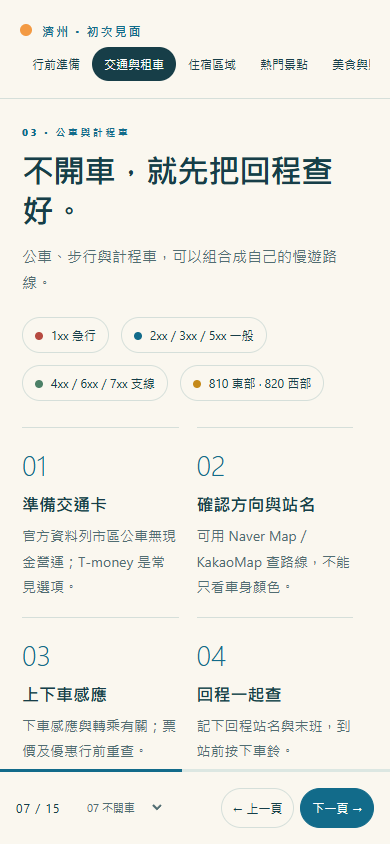 濟州・初次見面
行前準備 交通與租車 住宿區域 熱門景點 美食與
03・公車與計程車
不開車，就先把回程查
好。
公車、步行與計程車，可以組合成自己的慢遊路
線。
1xx 急行 2xx / 3xx / 5xx 一般
4xx / 6xx / 7xx 支線 810 東部 · 820 西部
01
準備交通卡
官方資料列市區公車無現
金營運；T-money 是常
見選項。
02
確認方向與站名
可用 Naver Map /
KakaoMap 查路線，不能
只看車身顏色。
03
上下車感應
下車感應與轉乘有關；票
價及優惠行前重查。
04
回程一起查
記下回程站名與末班，到
站前按下車鈴。
07 / 15 07 不開車 ← 上一頁 下一頁 →